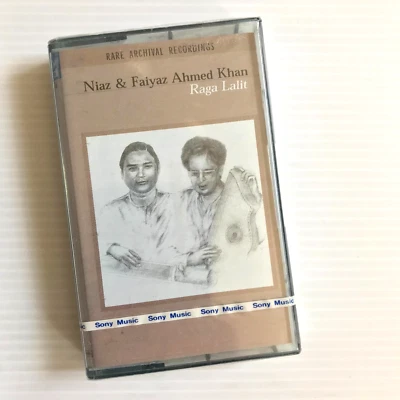 RARE ARCHIVAL RECORDINGS
Niaz & Faiyaz Ahmed Khan
Raga Lalit
Sony Music Sony Music Sony Music Sony Music